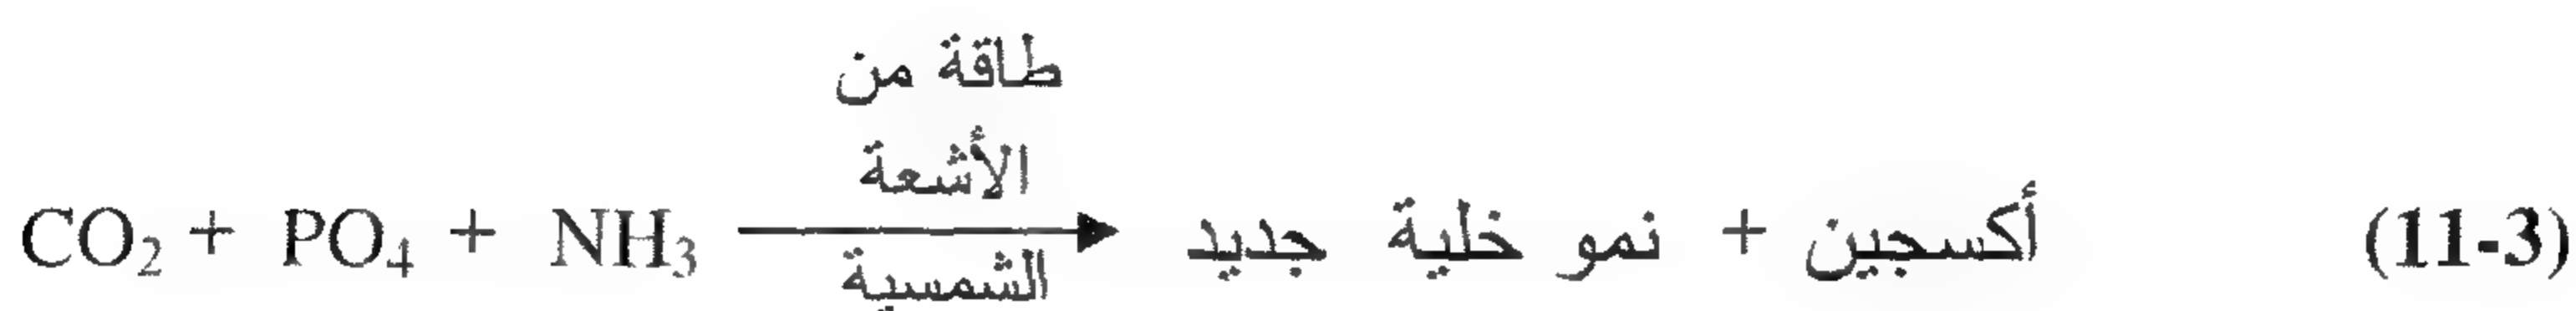 طاقة من
الأشعة
CO₂ + PO₄ + NH₃ ⟶ نمو خلية جديد + أكسجين (11-3)
الشمسية